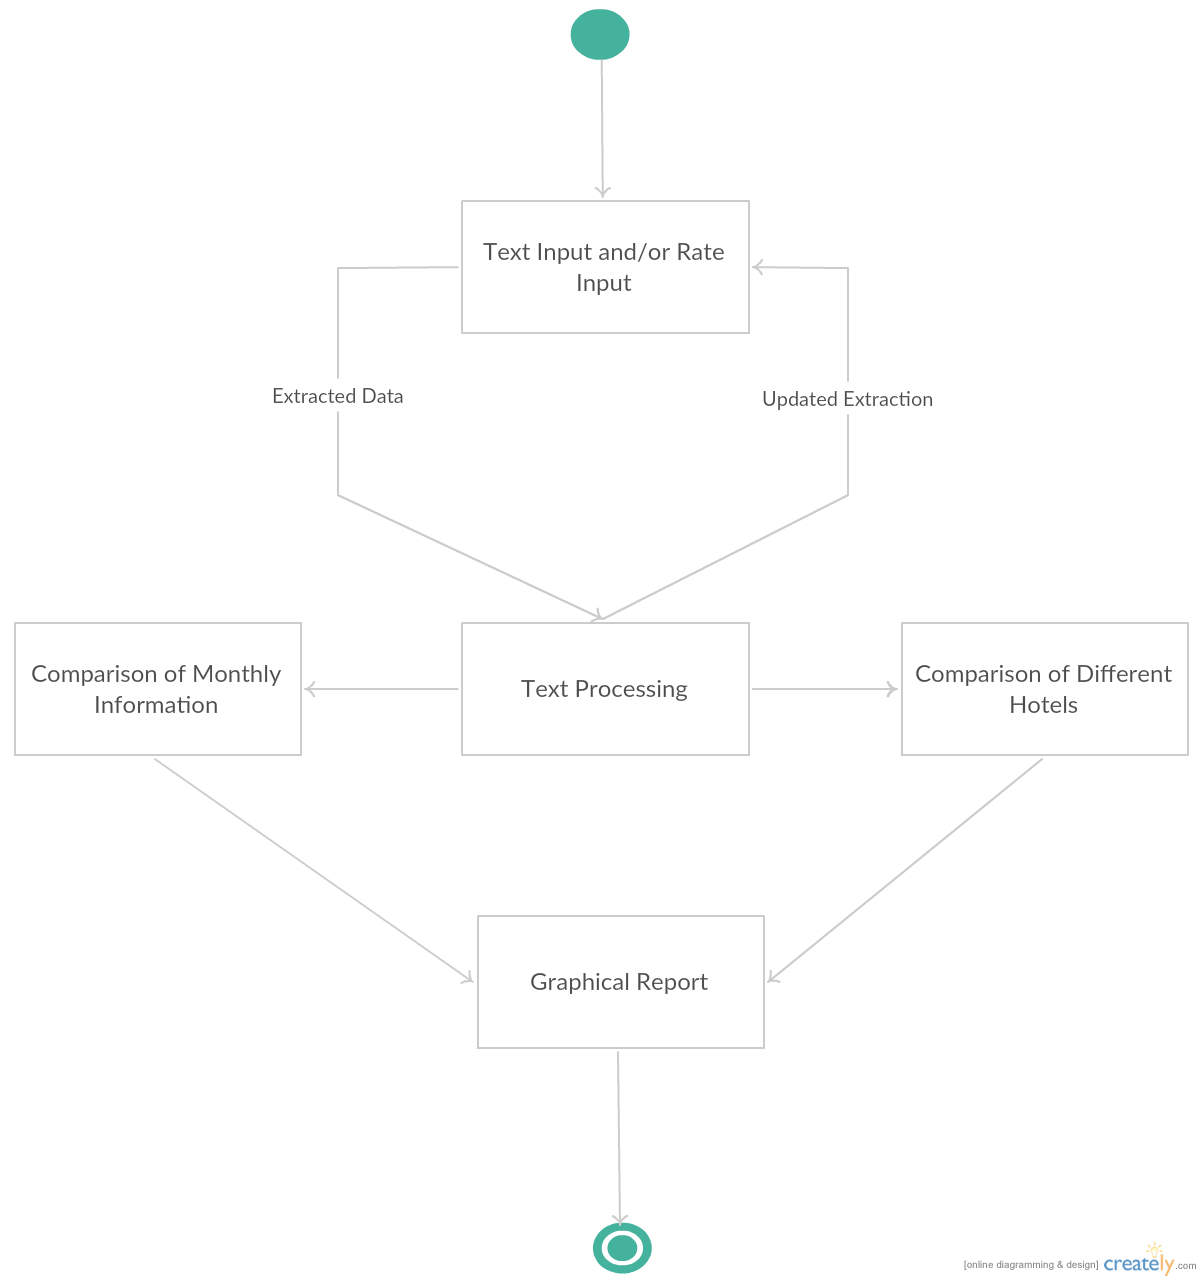 Text Input and/or Rate
Input
Extracted Data
Updated Extraction
Comparison of Monthly
Information
Text Processing
Comparison of Different
Hotels
Graphical Report
[online diagramming & design] creately.com